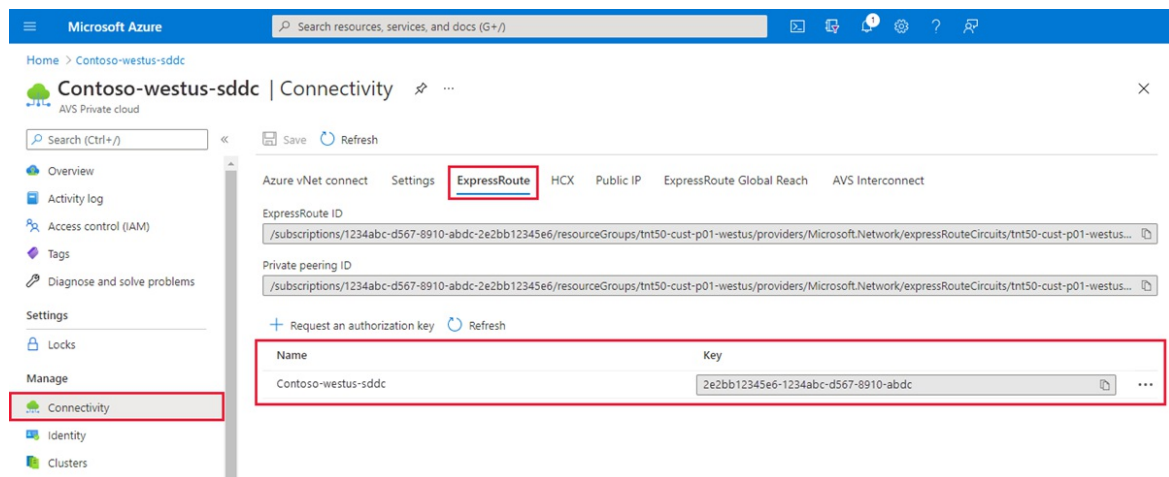 Microsoft Azure
Search resources, services, and docs (G+/)
1
Home > Contoso-westus-sddc
Contoso-westus-sddc | Connectivity
AVS Private cloud
Search (Ctrl+/)
Overview
Activity log
Access control (IAM)
Tags
Diagnose and solve problems
Settings
Locks
Manage
Connectivity
Identity
Clusters
Save Refresh
Azure vNet connect Settings ExpressRoute HCX Public IP ExpressRoute Global Reach AVS Interconnect
ExpressRoute ID
/subscriptions/1234abc-d567-8910-abdc-2e2bb12345e6/resourceGroups/tnt50-cust-p01-westus/providers/Microsoft.Network/expressRouteCircuits/tnt50-cust-p01-westus...
Private peering ID
/subscriptions/1234abc-d567-8910-abdc-2e2bb12345e6/resourceGroups/tnt50-cust-p01-westus/providers/Microsoft.Network/expressRouteCircuits/tnt50-cust-p01-westus...
+ Request an authorization key Refresh
Name Key
Contoso-westus-sddc 2e2bb12345e6-1234abc-d567-8910-abdc